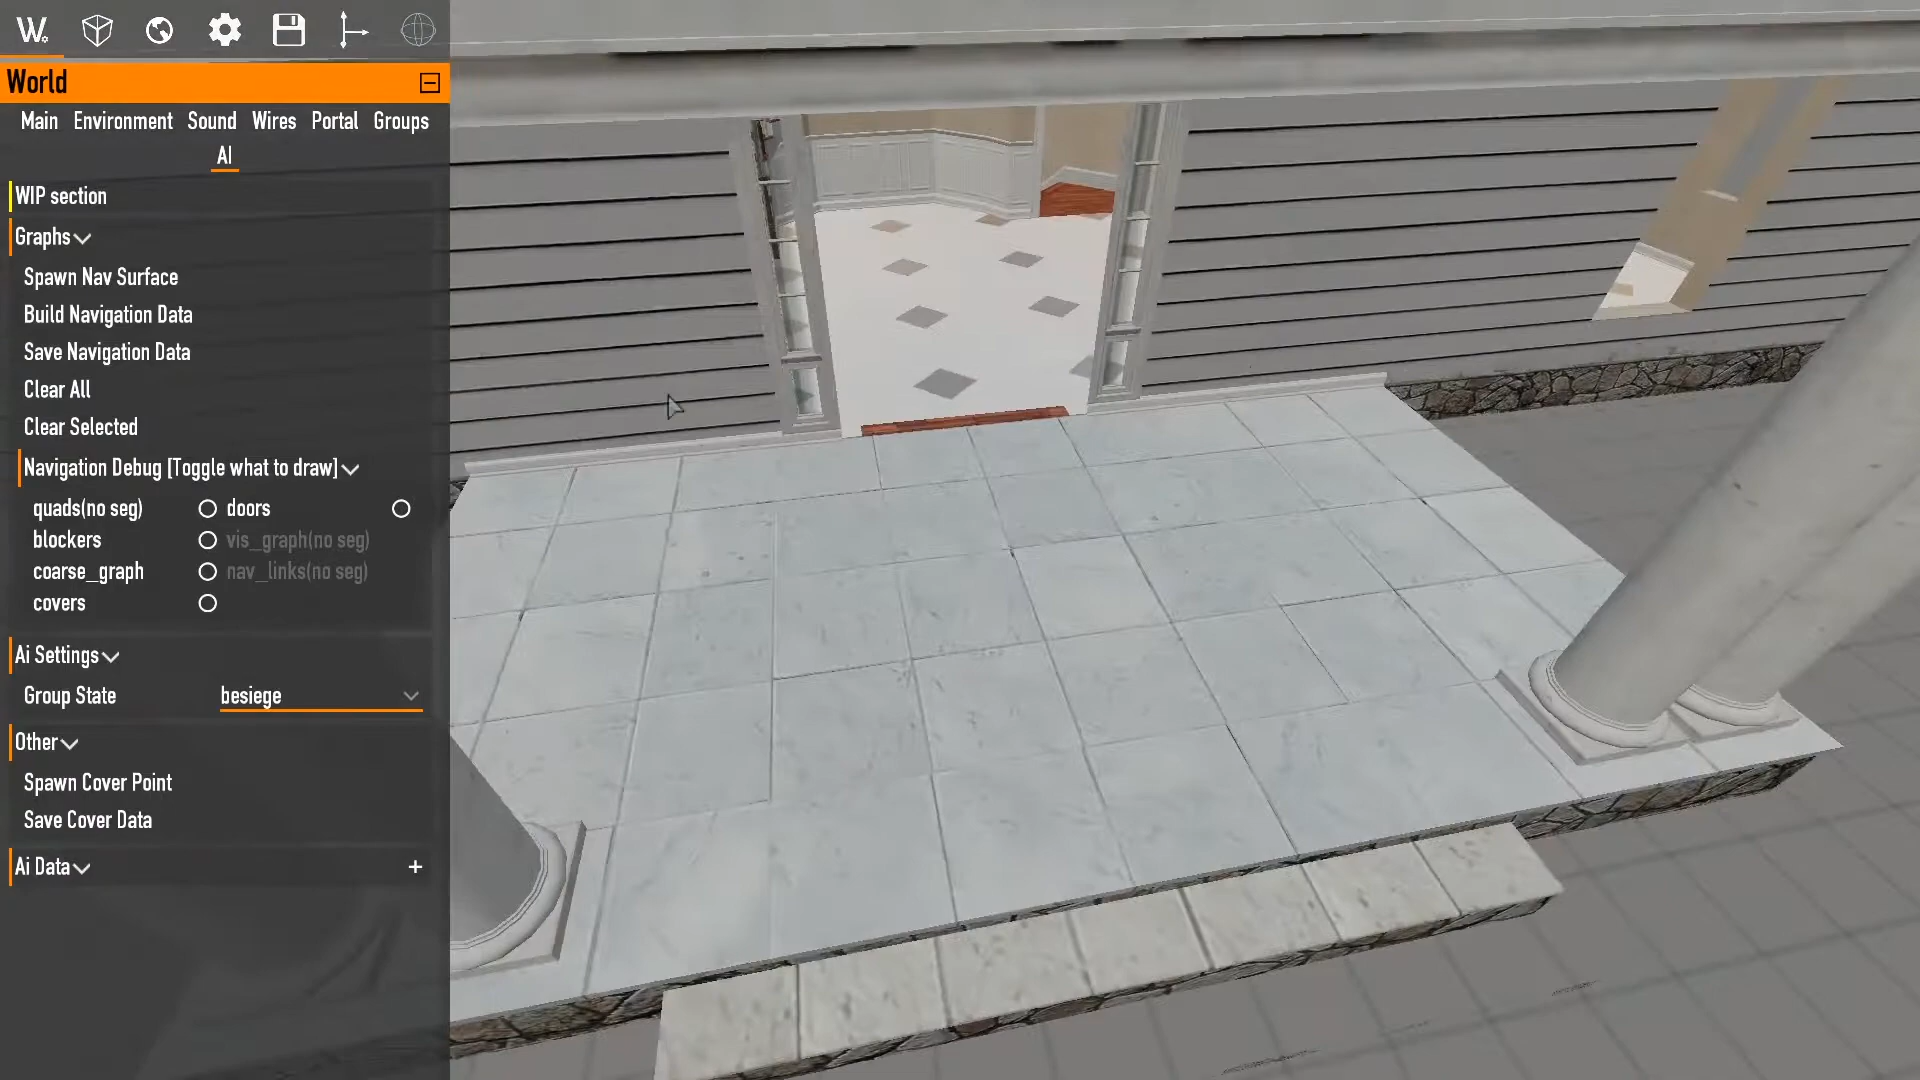 World
Main Environment Sound Wires Portal Groups
AI
WIP section
Graphs
Spawn Nav Surface
Build Navigation Data
Save Navigation Data
Clear All
Clear Selected
Navigation Debug [Toggle what to draw]
quads(no seg) doors
blockers vis_graph(no seg)
coarse_graph nav_links(no seg)
covers
Ai Settings
Group State besiege
Other
Spawn Cover Point
Save Cover Data
Ai Data +